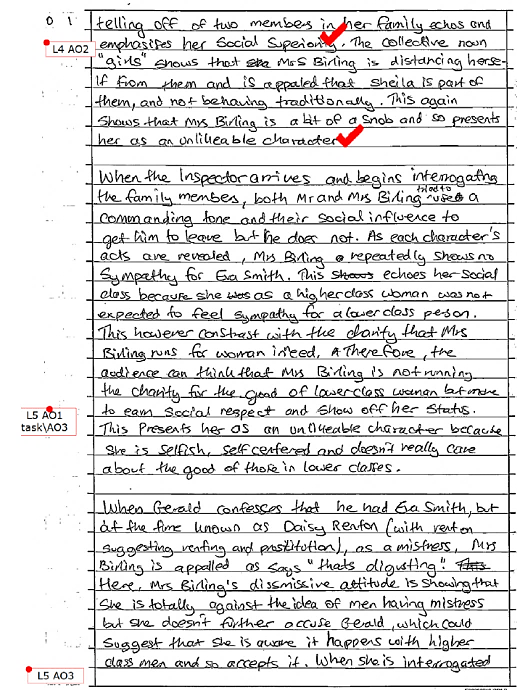 0 1
telling off of two members in her family echos and
L4 AO2
emphasises her Social Superiority. The collective noun
"girls" shows that she Mrs Birling is distancing herse-
lf from them and is appaled that sheila is part of
them, and not behaving traditionally. This again
shows that Mrs Birling is a bit of a snob and so presents
her as an unlikeable character
When the Inspector arrives and begins interrogating
the family members, both Mr and Mrs Birling tried to use a
commanding tone and their social influence to
get him to leave but he does not. As each character's
acts are revealed, Mrs Birling repeatedly shows no
Sympathy for Eva Smith. This shows echoes her social
class because she was as a higher class woman was not
expected to feel sympathy for a lower class person.
This however constrast with the charity that Mrs
Birling runs for woman in need, Therefore, the
audience can think that Mrs Birling is not running
the charity for the good of lowerclass woman but more
L5 AO1
task\AO3
to earn Social respect and show off her status.
This Presents her as an unlikeable character because
she is selfish, self centered and doesn't really care
about the good of those in lower classes.
When Gerald confesses that he had Eva Smith, but
at the time known as Daisy Renton (with renton
suggesting renting and prostitution), as a mistress, Mrs
Birling is appalled as says "thats digusting". This
Here, Mrs Birling's dissmissive attitude is showing that
she is totally against the idea of men having mistress
but she doesn't further accuse Gerald, which could
suggest that she is aware it happens with higher
L5 AO3
class men and so accepts it. When she is interrogated